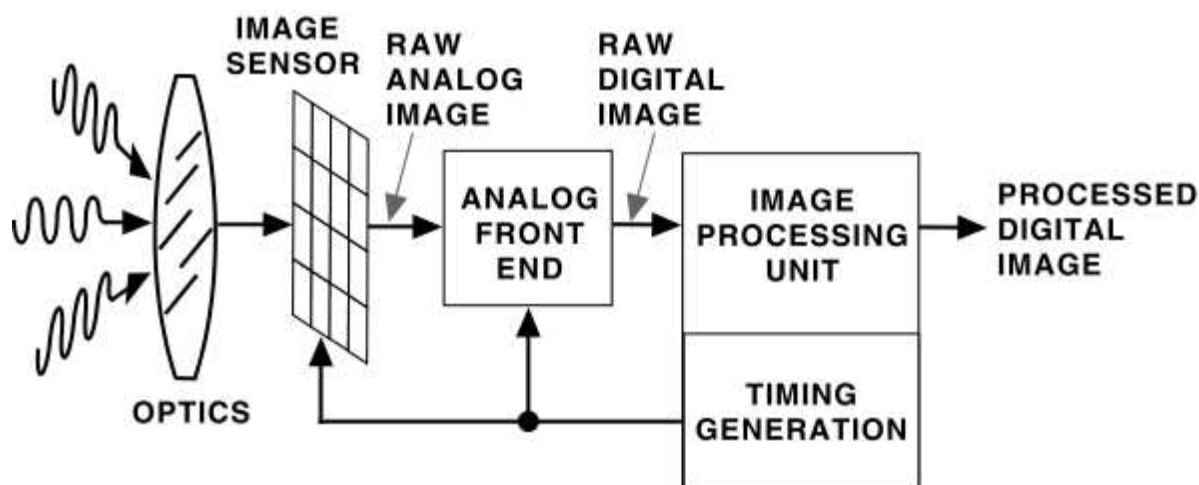 IMAGE
SENSOR
RAW
ANALOG
IMAGE
RAW
DIGITAL
IMAGE
ANALOG
FRONT
END
IMAGE
PROCESSING
UNIT
PROCESSED
DIGITAL
IMAGE
OPTICS
TIMING
GENERATION